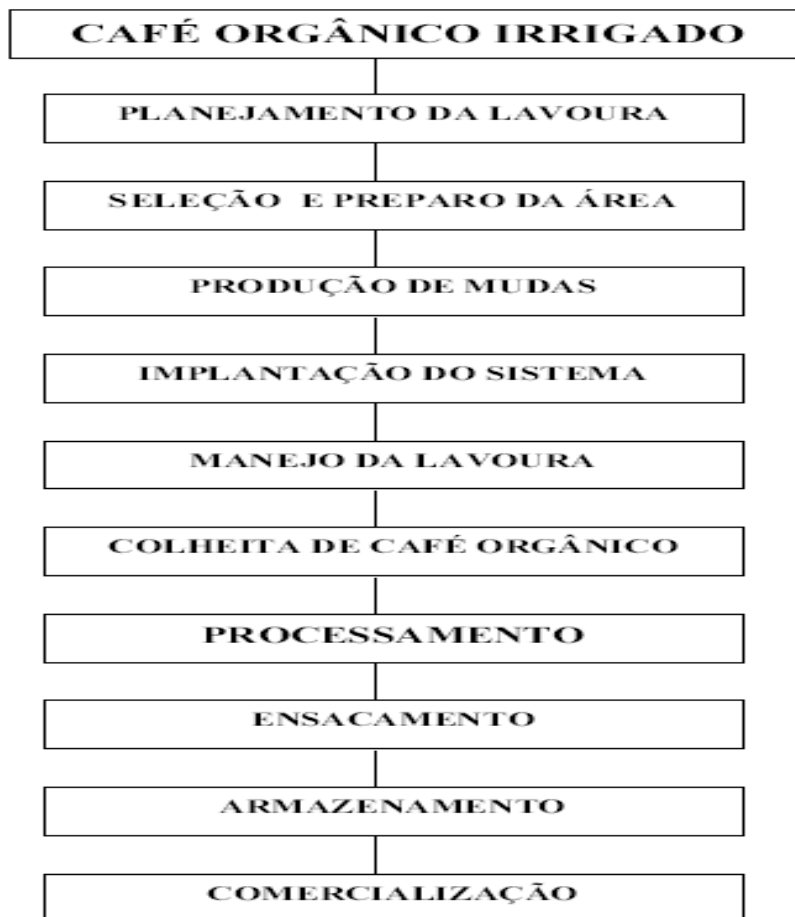 CAFÉ ORGÂNICO IRRIGADO
PLANEJAMENTO DA LAVOURA
SELEÇÃO E PREPARO DA ÁREA
PRODUÇÃO DE MUDAS
IMPLANTAÇÃO DO SISTEMA
MANEJO DA LAVOURA
COLHEITA DE CAFÉ ORGÂNICO
PROCESSAMENTO
ENSACAMENTO
ARMAZENAMENTO
COMERCIALIZAÇÃO